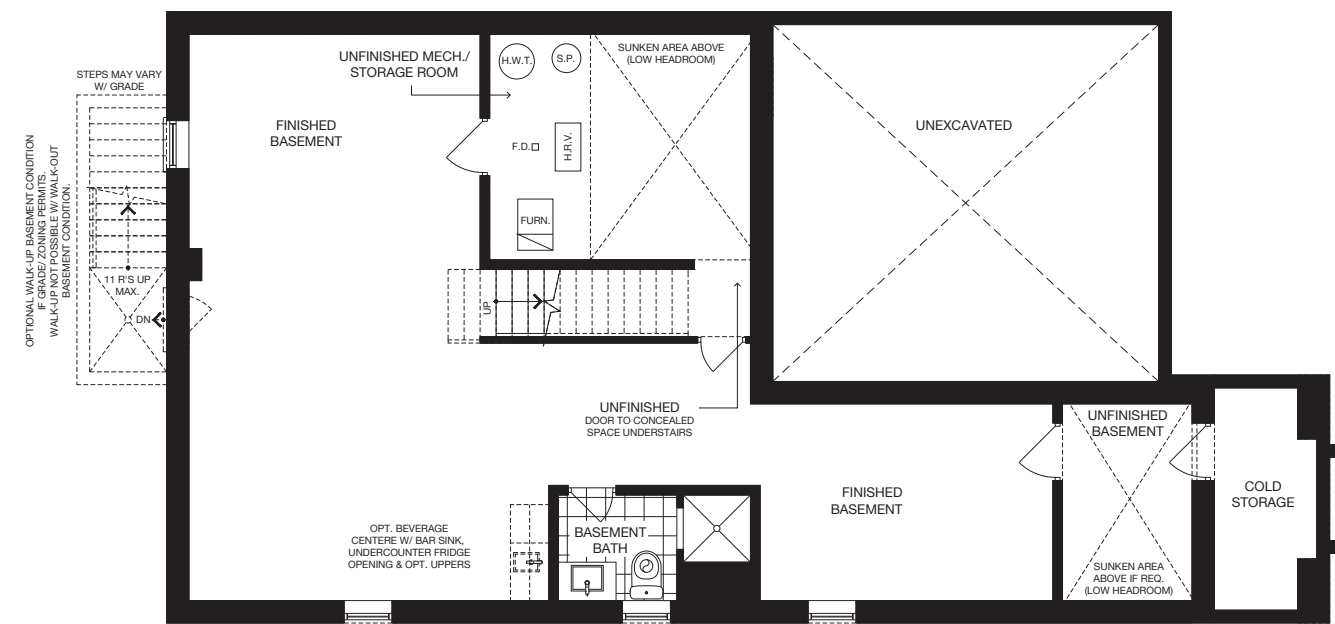 STEPS MAY VARY
W/ GRADE
OPTIONAL WALK-UP BASEMENT CONDITION
IF GRADE/ ZONING PERMITS.
WALK-UP NOT POSSIBLE W/ WALK-OUT
BASEMENT CONDITION.
11 R'S UP
MAX.
DN
FINISHED
BASEMENT
UNFINISHED MECH./
STORAGE ROOM
H.W.T.
S.P.
SUNKEN AREA ABOVE
(LOW HEADROOM)
F.D.
H.R.V.
FURN.
UP
UNEXCAVATED
UNFINISHED
DOOR TO CONCEALED
SPACE UNDERSTAIRS
OPT. BEVERAGE
CENTERE W/ BAR SINK,
UNDERCOUNTER FRIDGE
OPENING & OPT. UPPERS
BASEMENT
BATH
FINISHED
BASEMENT
UNFINISHED
BASEMENT
SUNKEN AREA
ABOVE IF REQ.
(LOW HEADROOM)
COLD
STORAGE